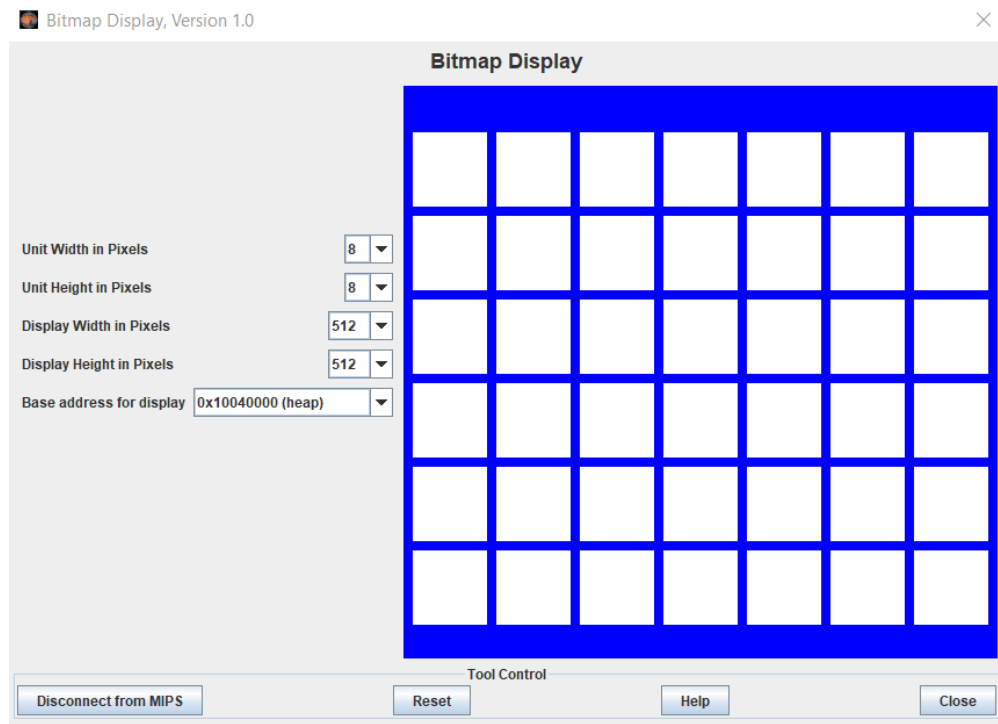 Bitmap Display, Version 1.0
Bitmap Display
Unit Width in Pixels 8
Unit Height in Pixels 8
Display Width in Pixels 512
Display Height in Pixels 512
Base address for display 0x10040000 (heap)
Tool Control
Disconnect from MIPS Reset Help Close